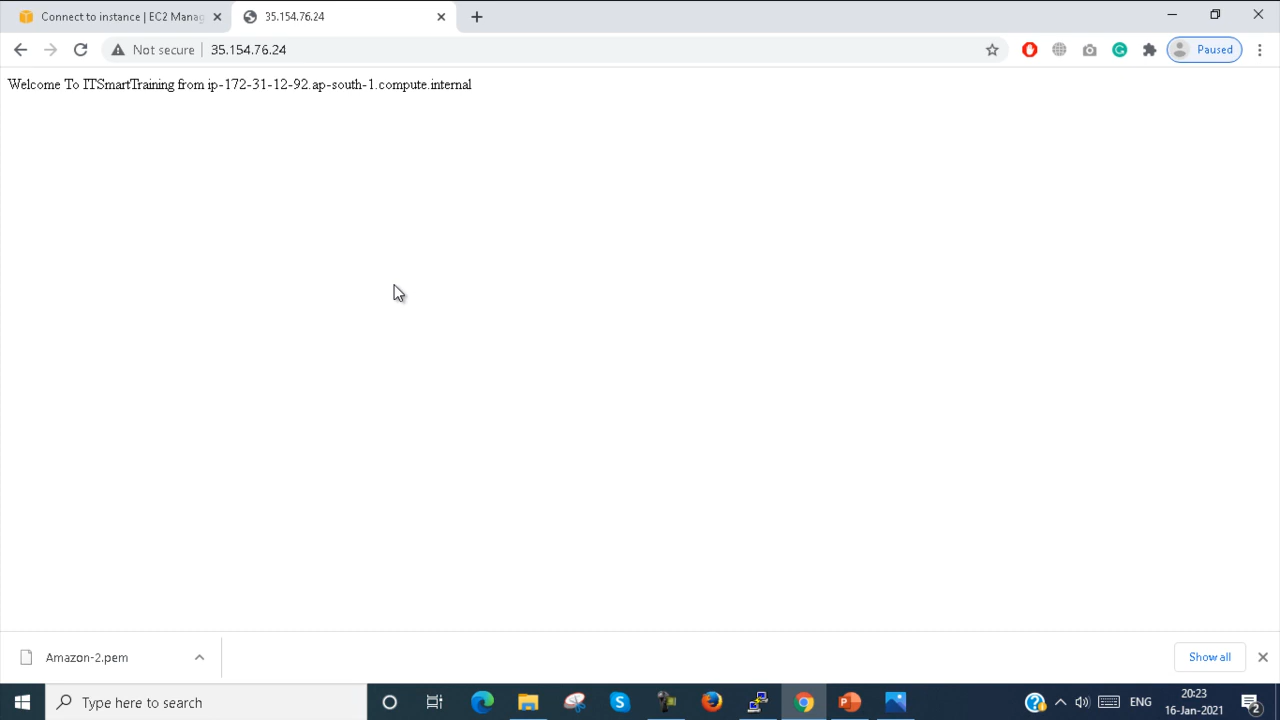 Connect to instance | EC2 Manag
35.154.76.24
Not secure
35.154.76.24
Paused
Welcome To ITSmartTraining from ip-172-31-12-92.ap-south-1.compute.internal
Amazon-2.pem
Show all
Type here to search
ENG
20:23
16-Jan-2021
2